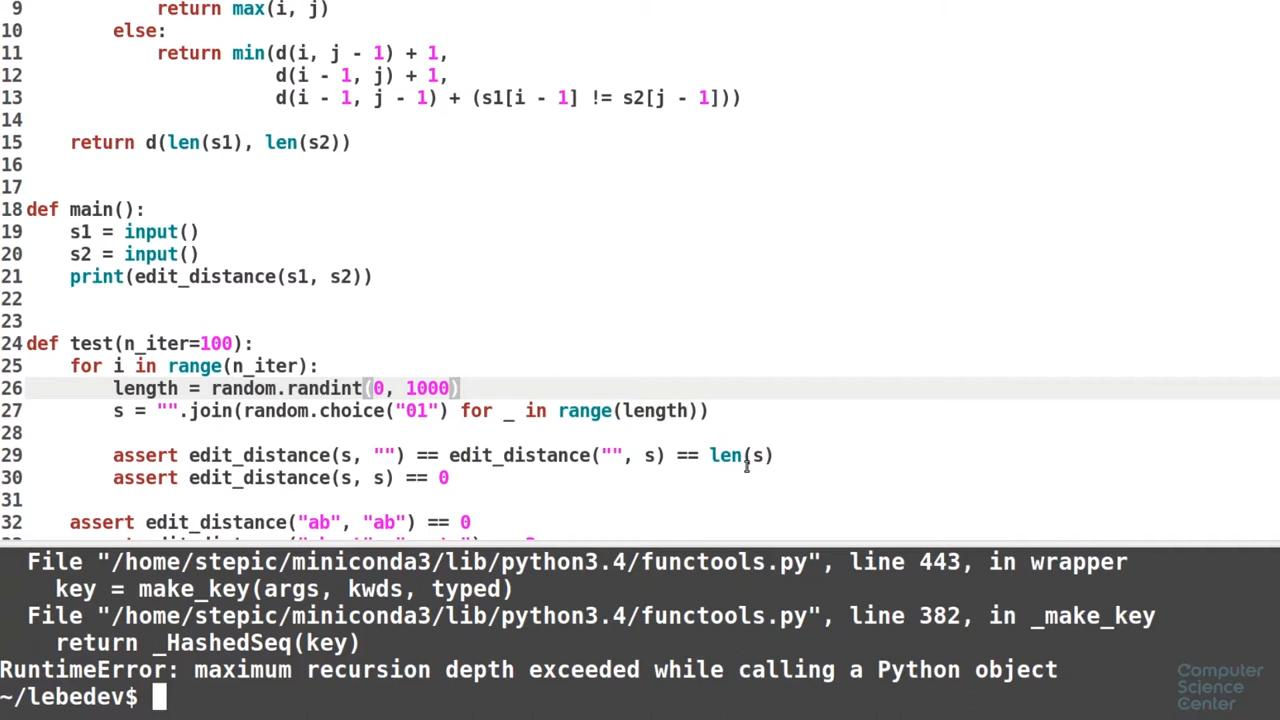 9            return max(i, j)
10        else:
11            return min(d(i, j - 1) + 1,
12                       d(i - 1, j) + 1,
13                       d(i - 1, j - 1) + (s1[i - 1] != s2[j - 1]))
14
15    return d(len(s1), len(s2))
16
17
18 def main():
19    s1 = input()
20    s2 = input()
21    print(edit_distance(s1, s2))
22
23
24 def test(n_iter=100):
25    for i in range(n_iter):
26        length = random.randint(0, 1000)
27        s = "".join(random.choice("01") for _ in range(length))
28
29        assert edit_distance(s, "") == edit_distance("", s) == len(s)
30        assert edit_distance(s, s) == 0
31
32    assert edit_distance("ab", "ab") == 0
  File "/home/stepic/miniconda3/lib/python3.4/functools.py", line 443, in wrapper
    key = make_key(args, kwds, typed)
  File "/home/stepic/miniconda3/lib/python3.4/functools.py", line 382, in _make_key
    return _HashedSeq(key)
RuntimeError: maximum recursion depth exceeded while calling a Python object
~/lebedev$
Computer
Science
Center